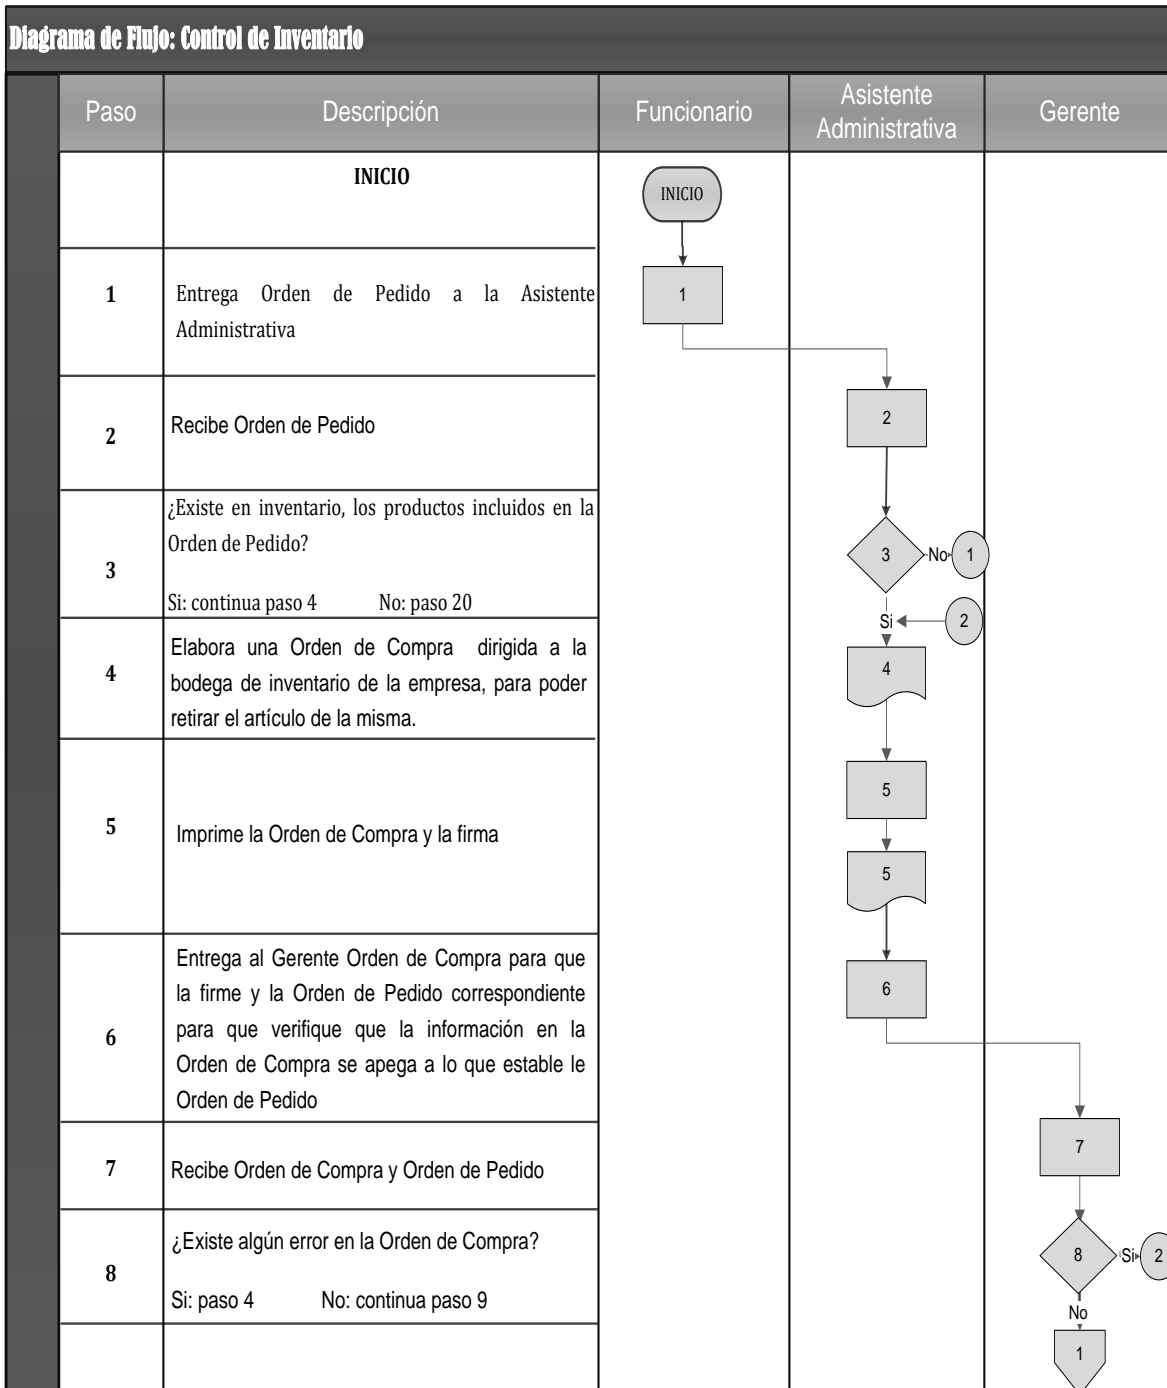 Diagrama de Flujo: Control de Inventario
Paso
Descripción
Funcionario
Asistente
Administrativa
Gerente
INICIO
INICIO
1
Entrega Orden de Pedido a la Asistente
Administrativa
1
2
Recibe Orden de Pedido
2
3
¿Existe en inventario, los productos incluidos en la
Orden de Pedido?
Si: continua paso 4 No: paso 20
3
No
1
Si
2
4
Elabora una Orden de Compra dirigida a la
bodega de inventario de la empresa, para poder
retirar el artículo de la misma.
4
5
Imprime la Orden de Compra y la firma
5
5
6
Entrega al Gerente Orden de Compra para que
la firme y la Orden de Pedido correspondiente
para que verifique que la información en la
Orden de Compra se apega a lo que estable le
Orden de Pedido
6
7
Recibe Orden de Compra y Orden de Pedido
7
8
¿Existe algún error en la Orden de Compra?
Si: paso 4 No: continua paso 9
8
Si
2
No
1